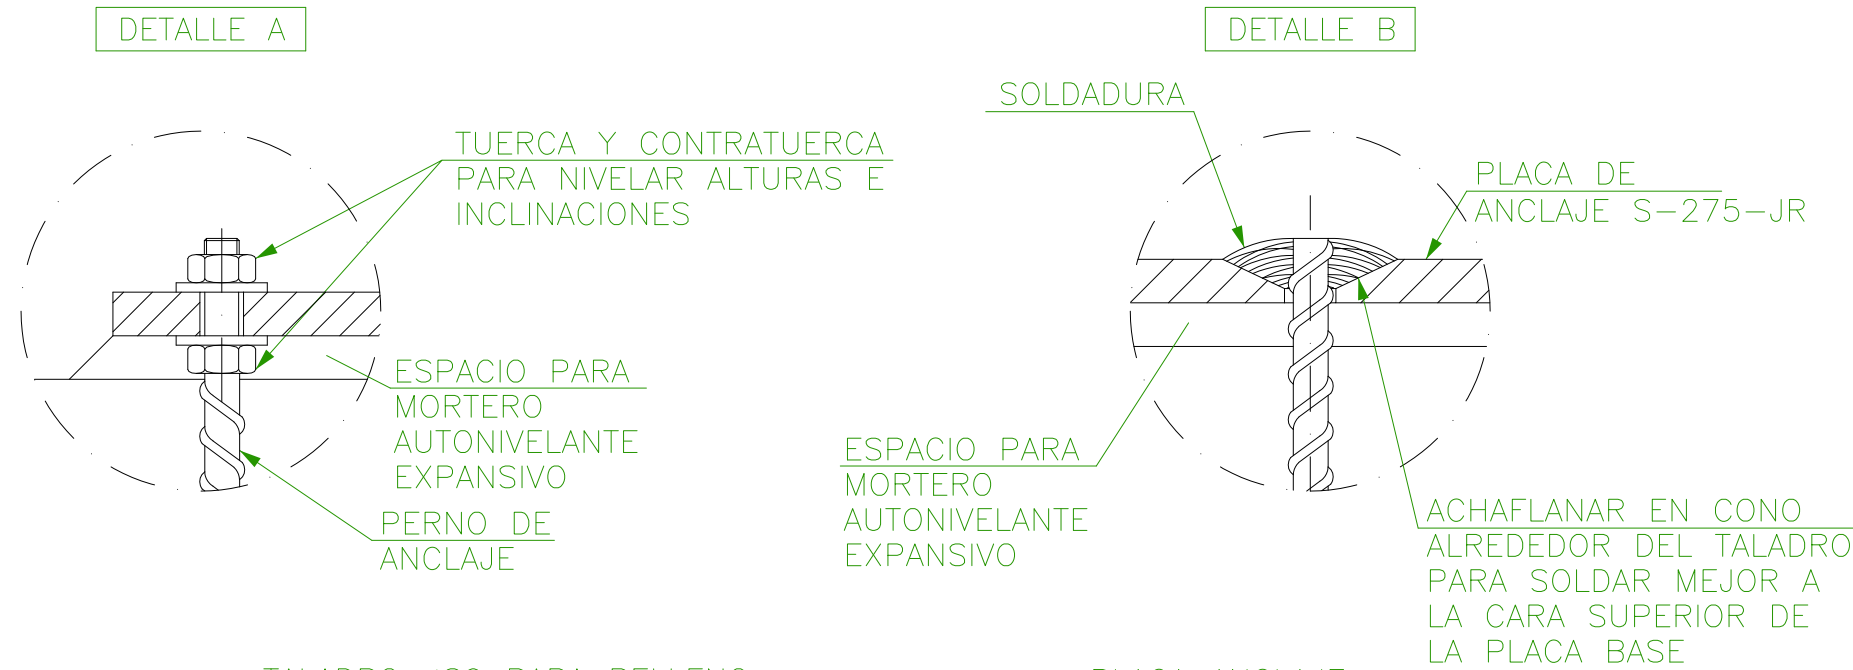 DETALLE A
DETALLE B
SOLDADURA
TUERCA Y CONTRATUERCA
PARA NIVELAR ALTURAS E
INCLINACIONES
PLACA DE
ANCLAJE S-275-JR
ESPACIO PARA
MORTERO
AUTONIVELANTE
EXPANSIVO
PERNO DE
ANCLAJE
ESPACIO PARA
MORTERO
AUTONIVELANTE
EXPANSIVO
ACHAFLANAR EN CONO
ALREDEDOR DEL TALADRO
PARA SOLDAR MEJOR A
LA CARA SUPERIOR DE
LA PLACA BASE